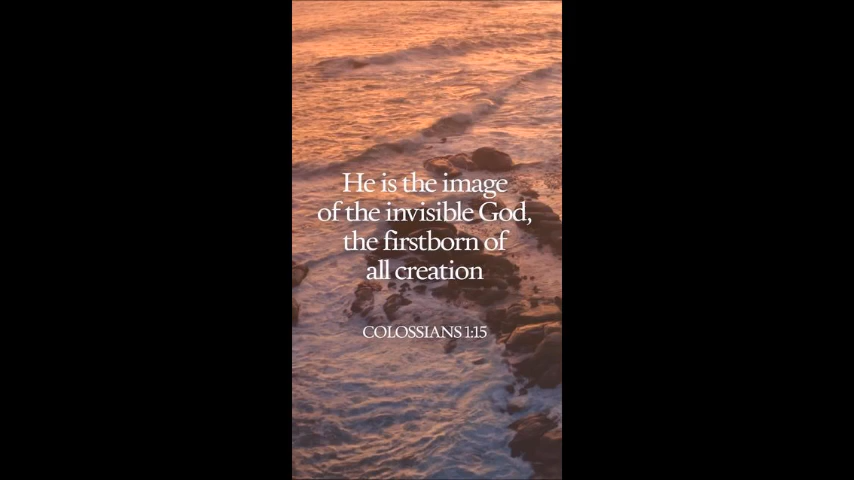 He is the image
of the invisible God,
the firstborn of
all creation
COLOSSIANS 1:15